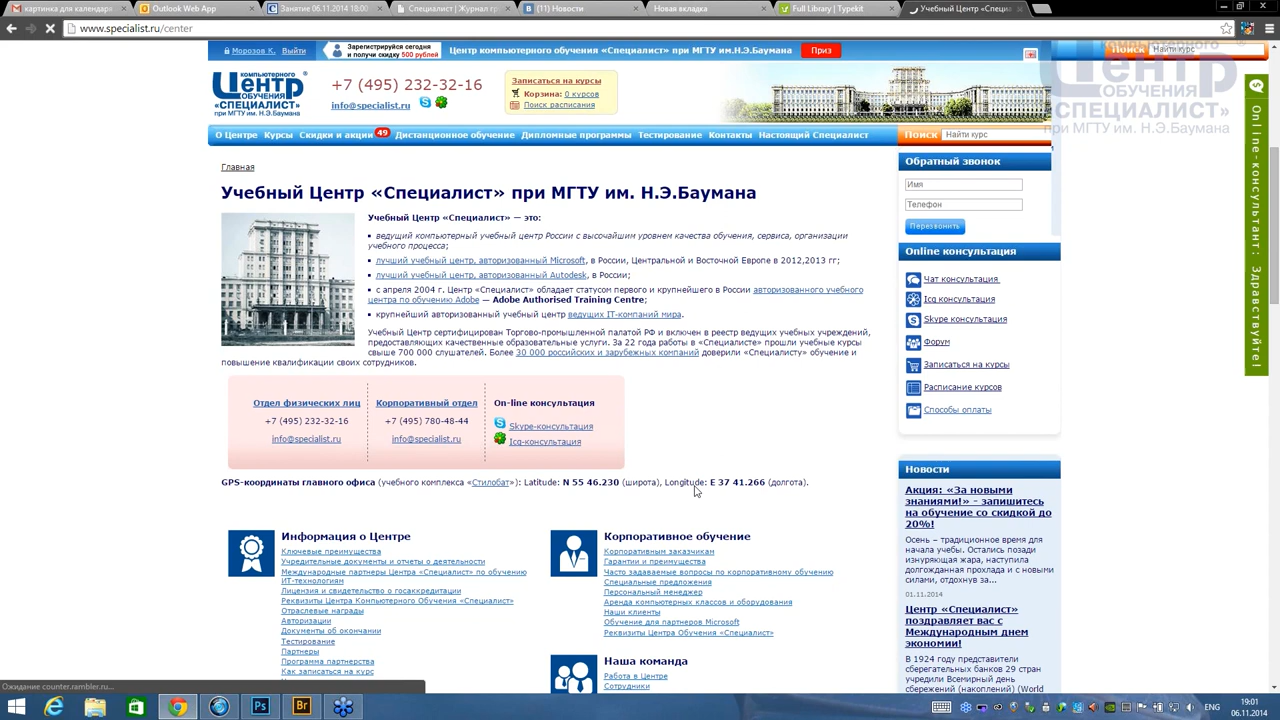 картинка для календаря
Outlook Web App
Занятие 06.11.2014 18:00
Специалист | Журнал гр
(11) Новости
Новая вкладка
Full Library | Typekit
Учебный Центр «Специа
www.specialist.ru/center
Морозов К. Выйти
Зарегистрируйся сегодня
и получи скидку 500 рублей
Центр компьютерного обучения «Специалист» при МГТУ им.Н.Э.Баумана
Приз
Поиск
Найти курс
компьютерного
Центр
ОБУЧЕНИЯ
«СПЕЦИАЛИСТ»
при МГТУ им. Н.Э.Баумана
+7 (495) 232-32-16
info@specialist.ru
Записаться на курсы
Корзина: 0 курсов
Поиск расписания
компьютерного
Центр
ОБУЧЕНИЯ
СПЕЦИАЛИСТ»
при МГТУ им. Н.Э.Баумана
О Центре
Курсы
Скидки и акции
49
Дистанционное обучение
Дипломные программы
Тестирование
Контакты
Настоящий Специалист
Поиск
Найти курс
Главная
Учебный Центр «Специалист» при МГТУ им. Н.Э.Баумана
Учебный Центр «Специалист» — это:
ведущий компьютерный учебный центр России с высочайшим уровнем качества обучения, сервиса, организации
учебного процесса;
лучший учебный центр, авторизованный Microsoft, в России, Центральной и Восточной Европе в 2012,2013 гг;
лучший учебный центр, авторизованный Autodesk, в России;
с апреля 2004 г. Центр «Специалист» обладает статусом первого и крупнейшего в России авторизованного учебного
центра по обучению Adobe — Adobe Authorised Training Centre;
крупнейший авторизованный учебный центр ведущих IT-компаний мира.
Учебный Центр сертифицирован Торгово-промышленной палатой РФ и включен в реестр ведущих учебных учреждений,
предоставляющих качественные образовательные услуги. За 22 года работы в «Специалисте» прошли учебные курсы
свыше 700 000 слушателей. Более 30 000 российских и зарубежных компаний доверили «Специалисту» обучение и
повышение квалификации своих сотрудников.
Отдел физических лиц
+7 (495) 232-32-16
info@specialist.ru
Корпоративный отдел
+7 (495) 780-48-44
info@specialist.ru
On-line консультация
Skype-консультация
Icq-консультация
GPS-координаты главного офиса (учебного комплекса «Стилобат»): Latitude: N 55 46.230 (широта), Longitude: E 37 41.266 (долгота).
Информация о Центре
Ключевые преимущества
Учредительные документы и отчеты о деятельности
Международные партнеры Центра «Специалист» по обучению
ИТ-технологиям
Лицензия и свидетельство о госаккредитации
Реквизиты Центра Компьютерного Обучения «Специалист»
Отраслевые награды
Авторизации
Документы об окончании
Тестирование
Партнеры
Программа партнерства
Как записаться на курс
Корпоративное обучение
Корпоративным заказчикам
Гарантии и преимущества
Часто задаваемые вопросы по корпоративному обучению
Специальные предложения
Персональный менеджер
Аренда компьютерных классов и оборудования
Наши клиенты
Обучение для партнеров Microsoft
Реквизиты Центра Обучения «Специалист»
Наша команда
Работа в Центре
Сотрудники
Обратный звонок
Имя
Телефон
Перезвонить
Online консультация
Чат консультация
Icq консультация
Skype консультация
Форум
Записаться на курсы
Расписание курсов
Способы оплаты
Новости
Акция: «За новыми
знаниями!» - запишитесь
на обучение со скидкой до
20%!
Осень – традиционное время для
начала учебы. Остались позади
изнуряющая жара, наступила
долгожданная прохлада и с новыми
силами, отдохнув за...
01.11.2014
Центр «Специалист»
поздравляет вас с
Международным днем
экономии!
В 1924 году представители
сберегательных банков 29 стран
учредили Всемирный день
сбережений (накоплений) (World
Online-консультант: Здравствуйте!
Ожидание counter.rambler.ru...
Ps
Br
ENG
19:01
06.11.2014